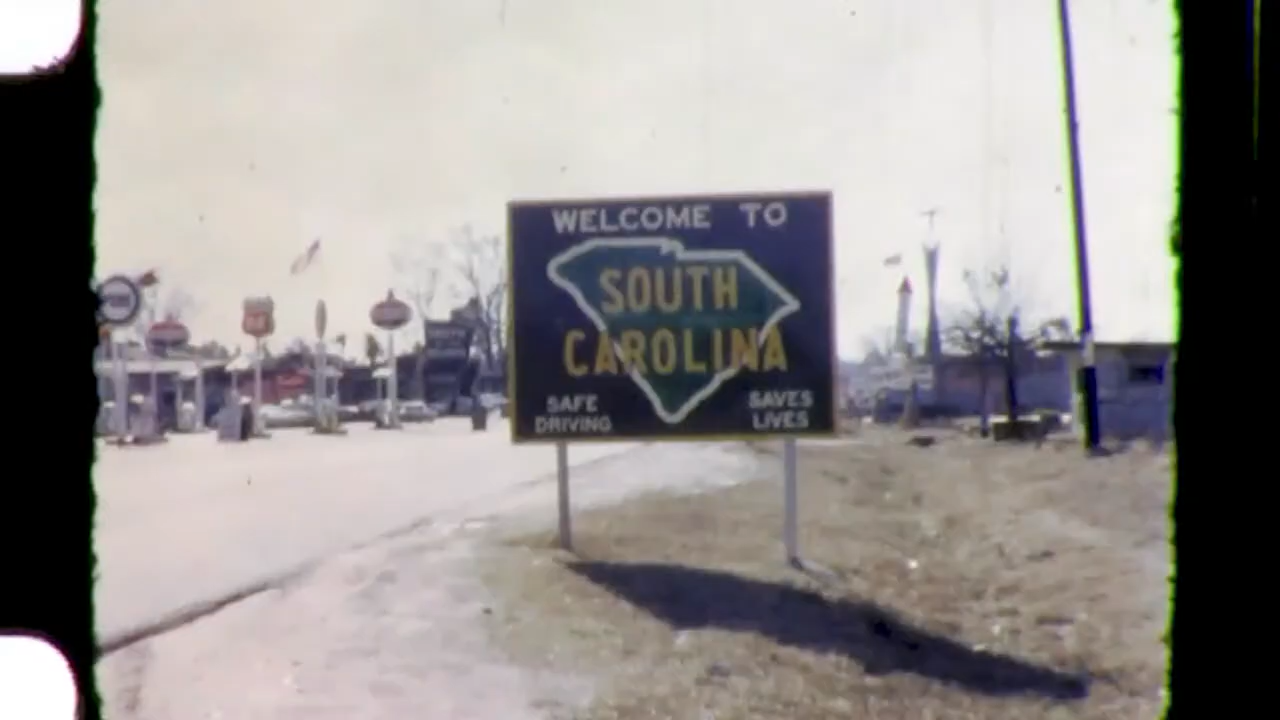 WELCOME TO
SOUTH
CAROLINA
SAFE
DRIVING
SAVES
LIVES